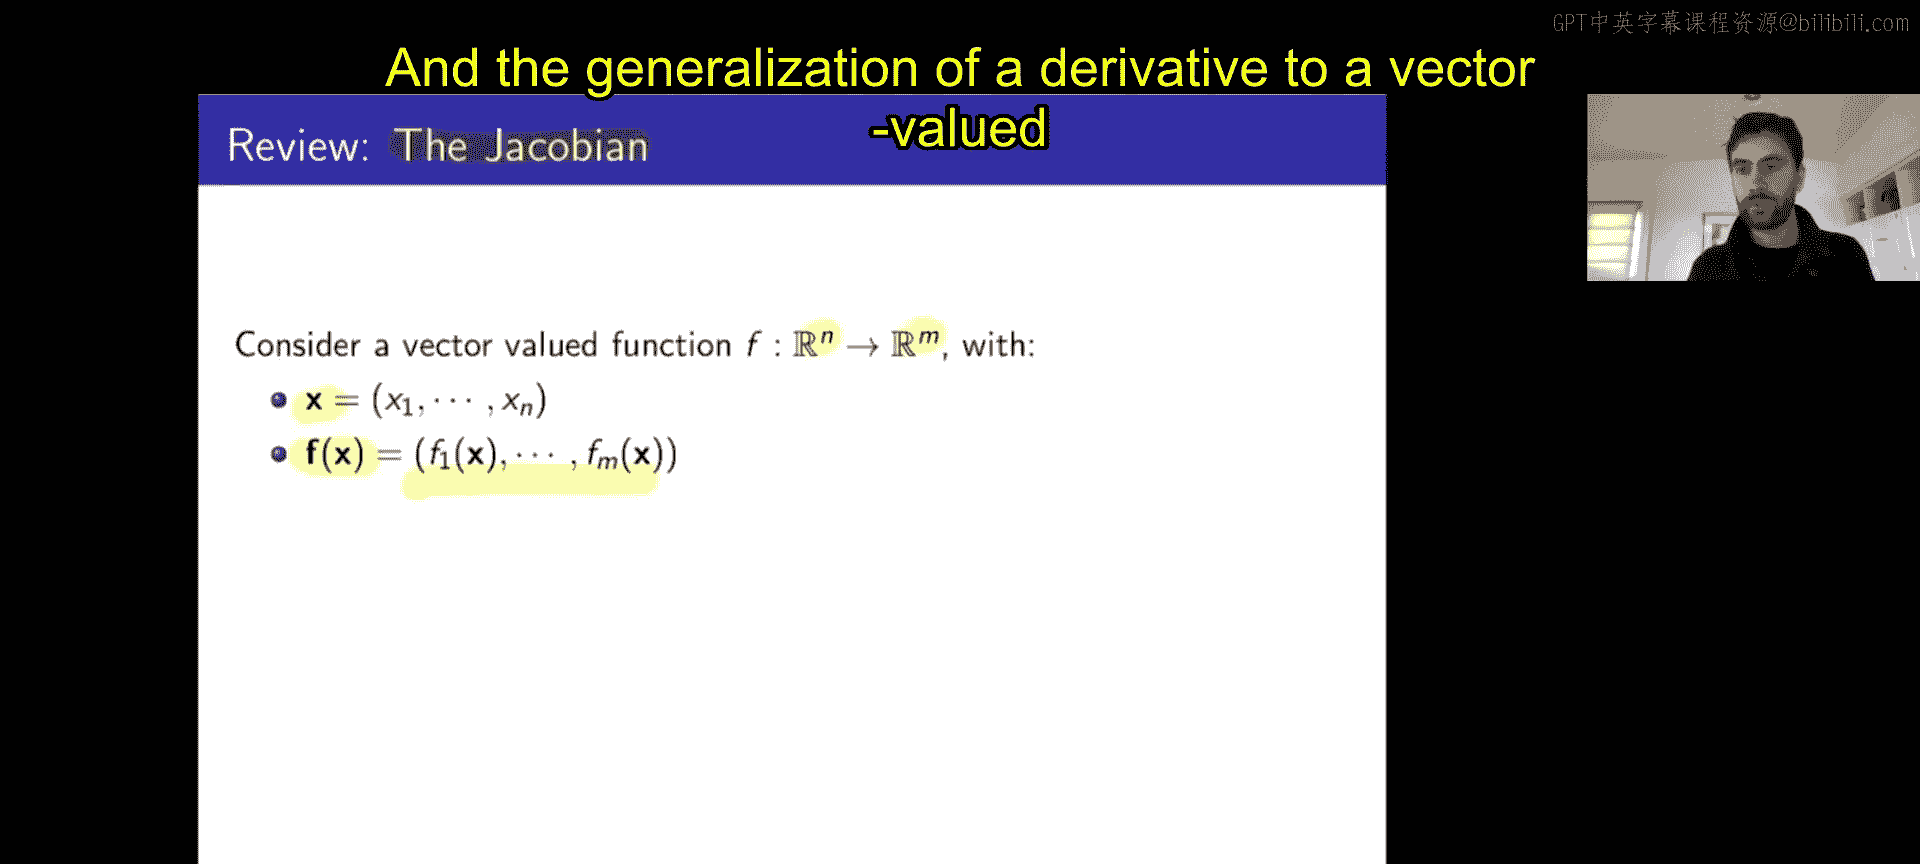 GPT中英字幕课程资源@bilibili.com
And the generalization of a derivative to a vector
-valued
Review: The Jacobian
Consider a vector valued function f : ℝⁿ → ℝᵐ, with:
x = (x₁, ⋯ , xₙ)
f(x) = (f₁(x), ⋯ , fₘ(x))